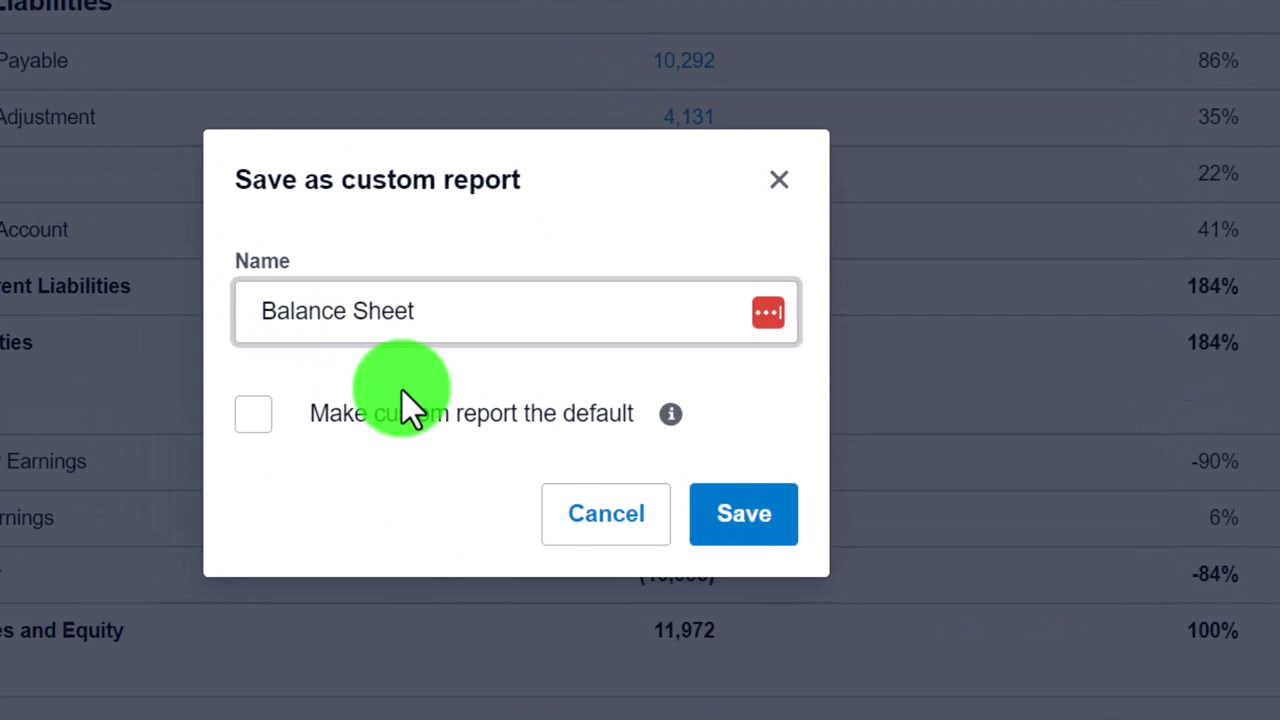 Liabilities
Payable 10,292 86%
Adjustment 4,131 35%
22%
Account 41%
Save as custom report
Name
Balance Sheet
Make custom report the default
Cancel Save
ent Liabilities 184%
ties 184%
Earnings -90%
rnings 6%
-84%
es and Equity 11,972 100%